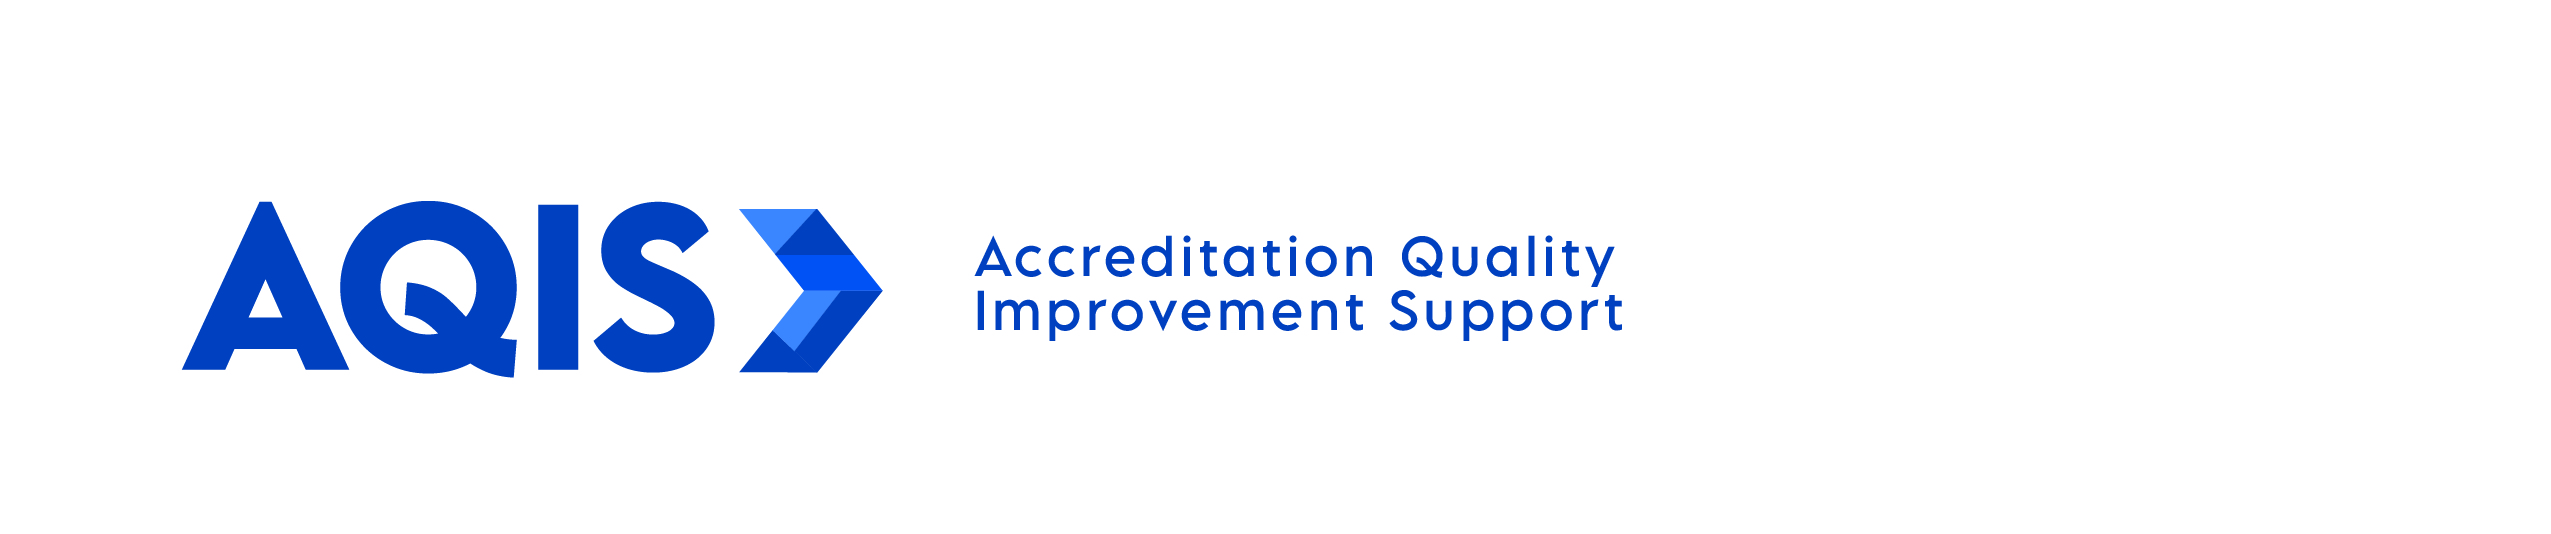 AQIS
Accreditation Quality
Improvement Support